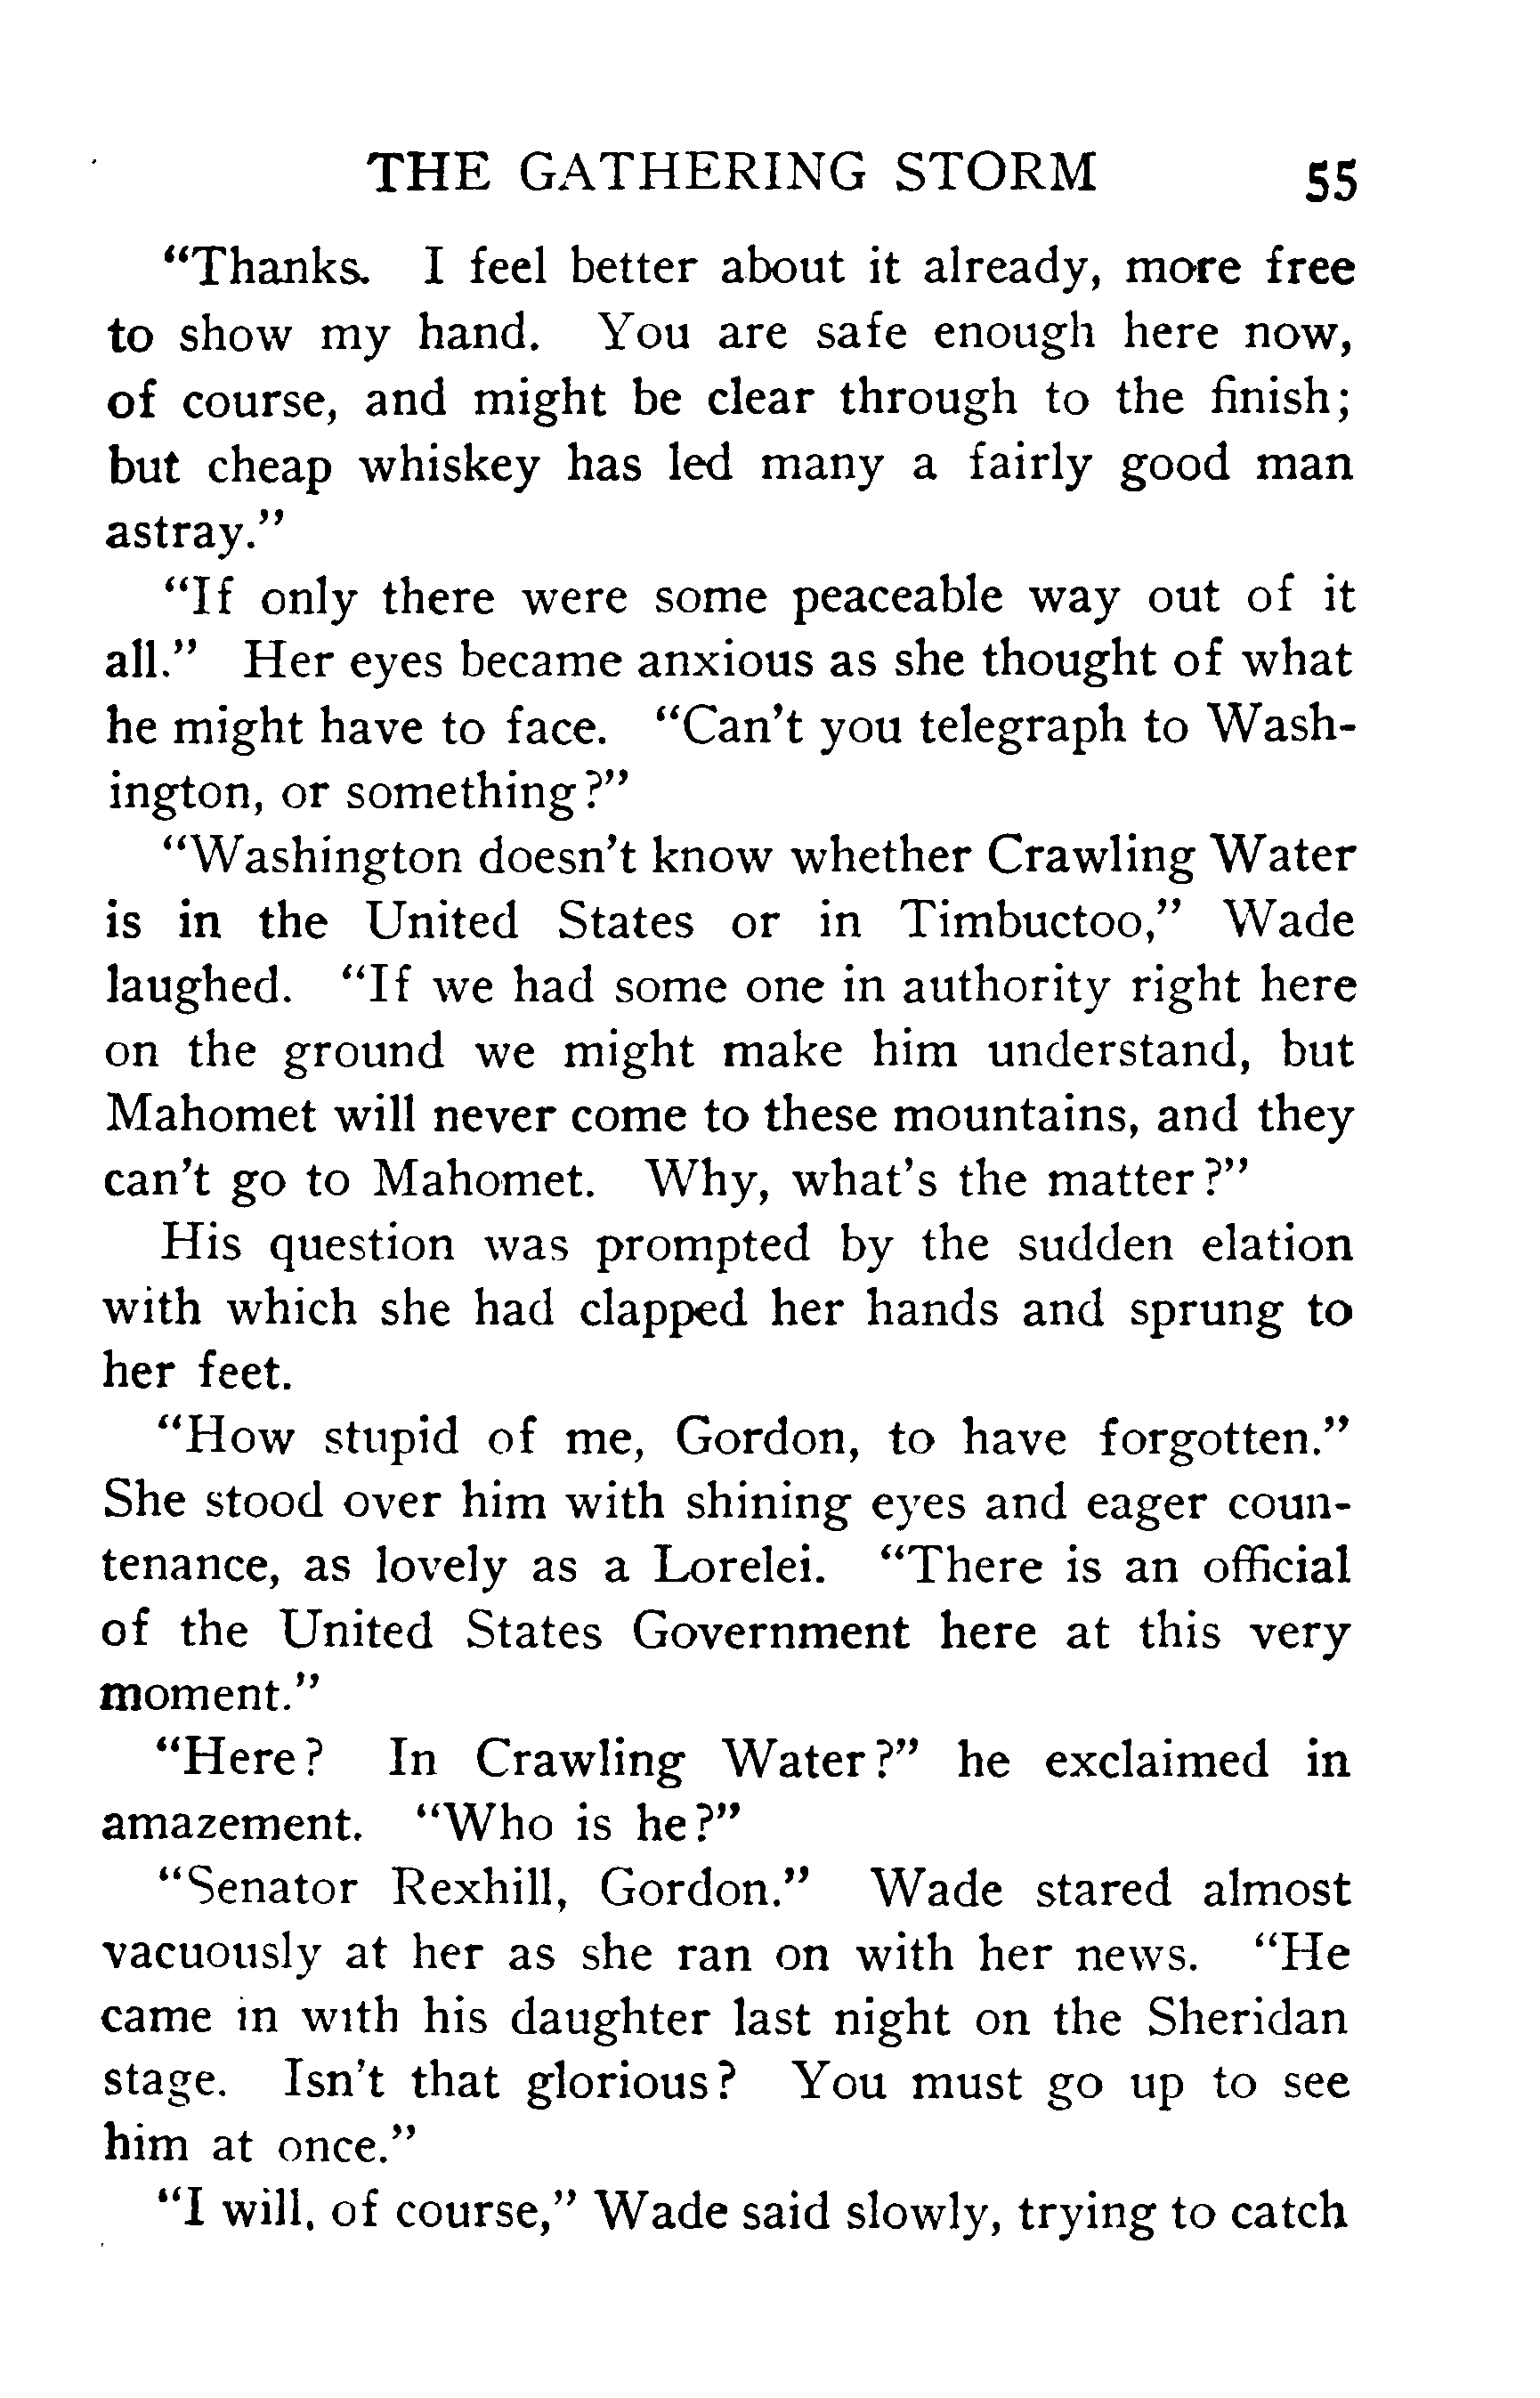 THE GATHERING STORM 55
“Thanks. I feel better about it already, more free
to show my hand. You are safe enough here now,
of course, and might be clear through to the finish;
but cheap whiskey has led many a fairly good man
astray.”
“If only there were some peaceable way out of it
all.” Her eyes became anxious as she thought of what
he might have to face. “Can’t you telegraph to Wash-
ington, or something?”
“Washington doesn’t know whether Crawling Water
is in the United States or in Timbuctoo,” Wade
laughed. “If we had some one in authority right here
on the ground we might make him understand, but
Mahomet will never come to these mountains, and they
can’t go to Mahomet. Why, what’s the matter?”
His question was prompted by the sudden elation
with which she had clapped her hands and sprung to
her feet.
“How stupid of me, Gordon, to have forgotten.”
She stood over him with shining eyes and eager coun-
tenance, as lovely as a Lorelei. “There is an official
of the United States Government here at this very
moment.”
“Here? In Crawling Water?” he exclaimed in
amazement. “Who is he?”
“Senator Rexhill, Gordon.” Wade stared almost
vacuously at her as she ran on with her news. “He
came in with his daughter last night on the Sheridan
stage. Isn’t that glorious? You must go up to see
him at once.”
“I will, of course,” Wade said slowly, trying to catch